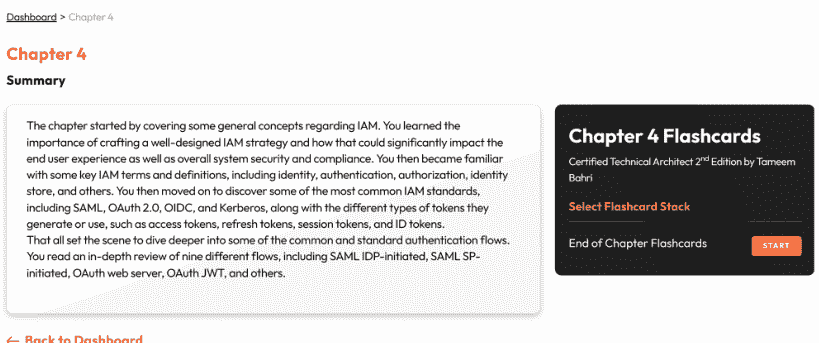 Dashboard > Chapter 4
Chapter 4
Summary
The chapter started by covering some general concepts regarding IAM. You learned the
importance of crafting a well-designed IAM strategy and how that could significantly impact the
end user experience as well as overall system security and compliance. You then became familiar
with some key IAM terms and definitions, including identity, authentication, authorization, identity
store, and others. You then moved on to discover some of the most common IAM standards,
including SAML, OAuth 2.0, OIDC, and Kerberos, along with the different types of tokens they
generate or use, such as access tokens, refresh tokens, session tokens, and ID tokens.
That all set the scene to dive deeper into some of the common and standard authentication flows.
You read an in-depth review of nine different flows, including SAML IDP-initiated, SAML SP-
initiated, OAuth web server, OAuth JWT, and others.
Chapter 4 Flashcards
Certified Technical Architect 2nd Edition by Tameem
Bahri
Select Flashcard Stack
End of Chapter Flashcards
START
← Back to Dashboard